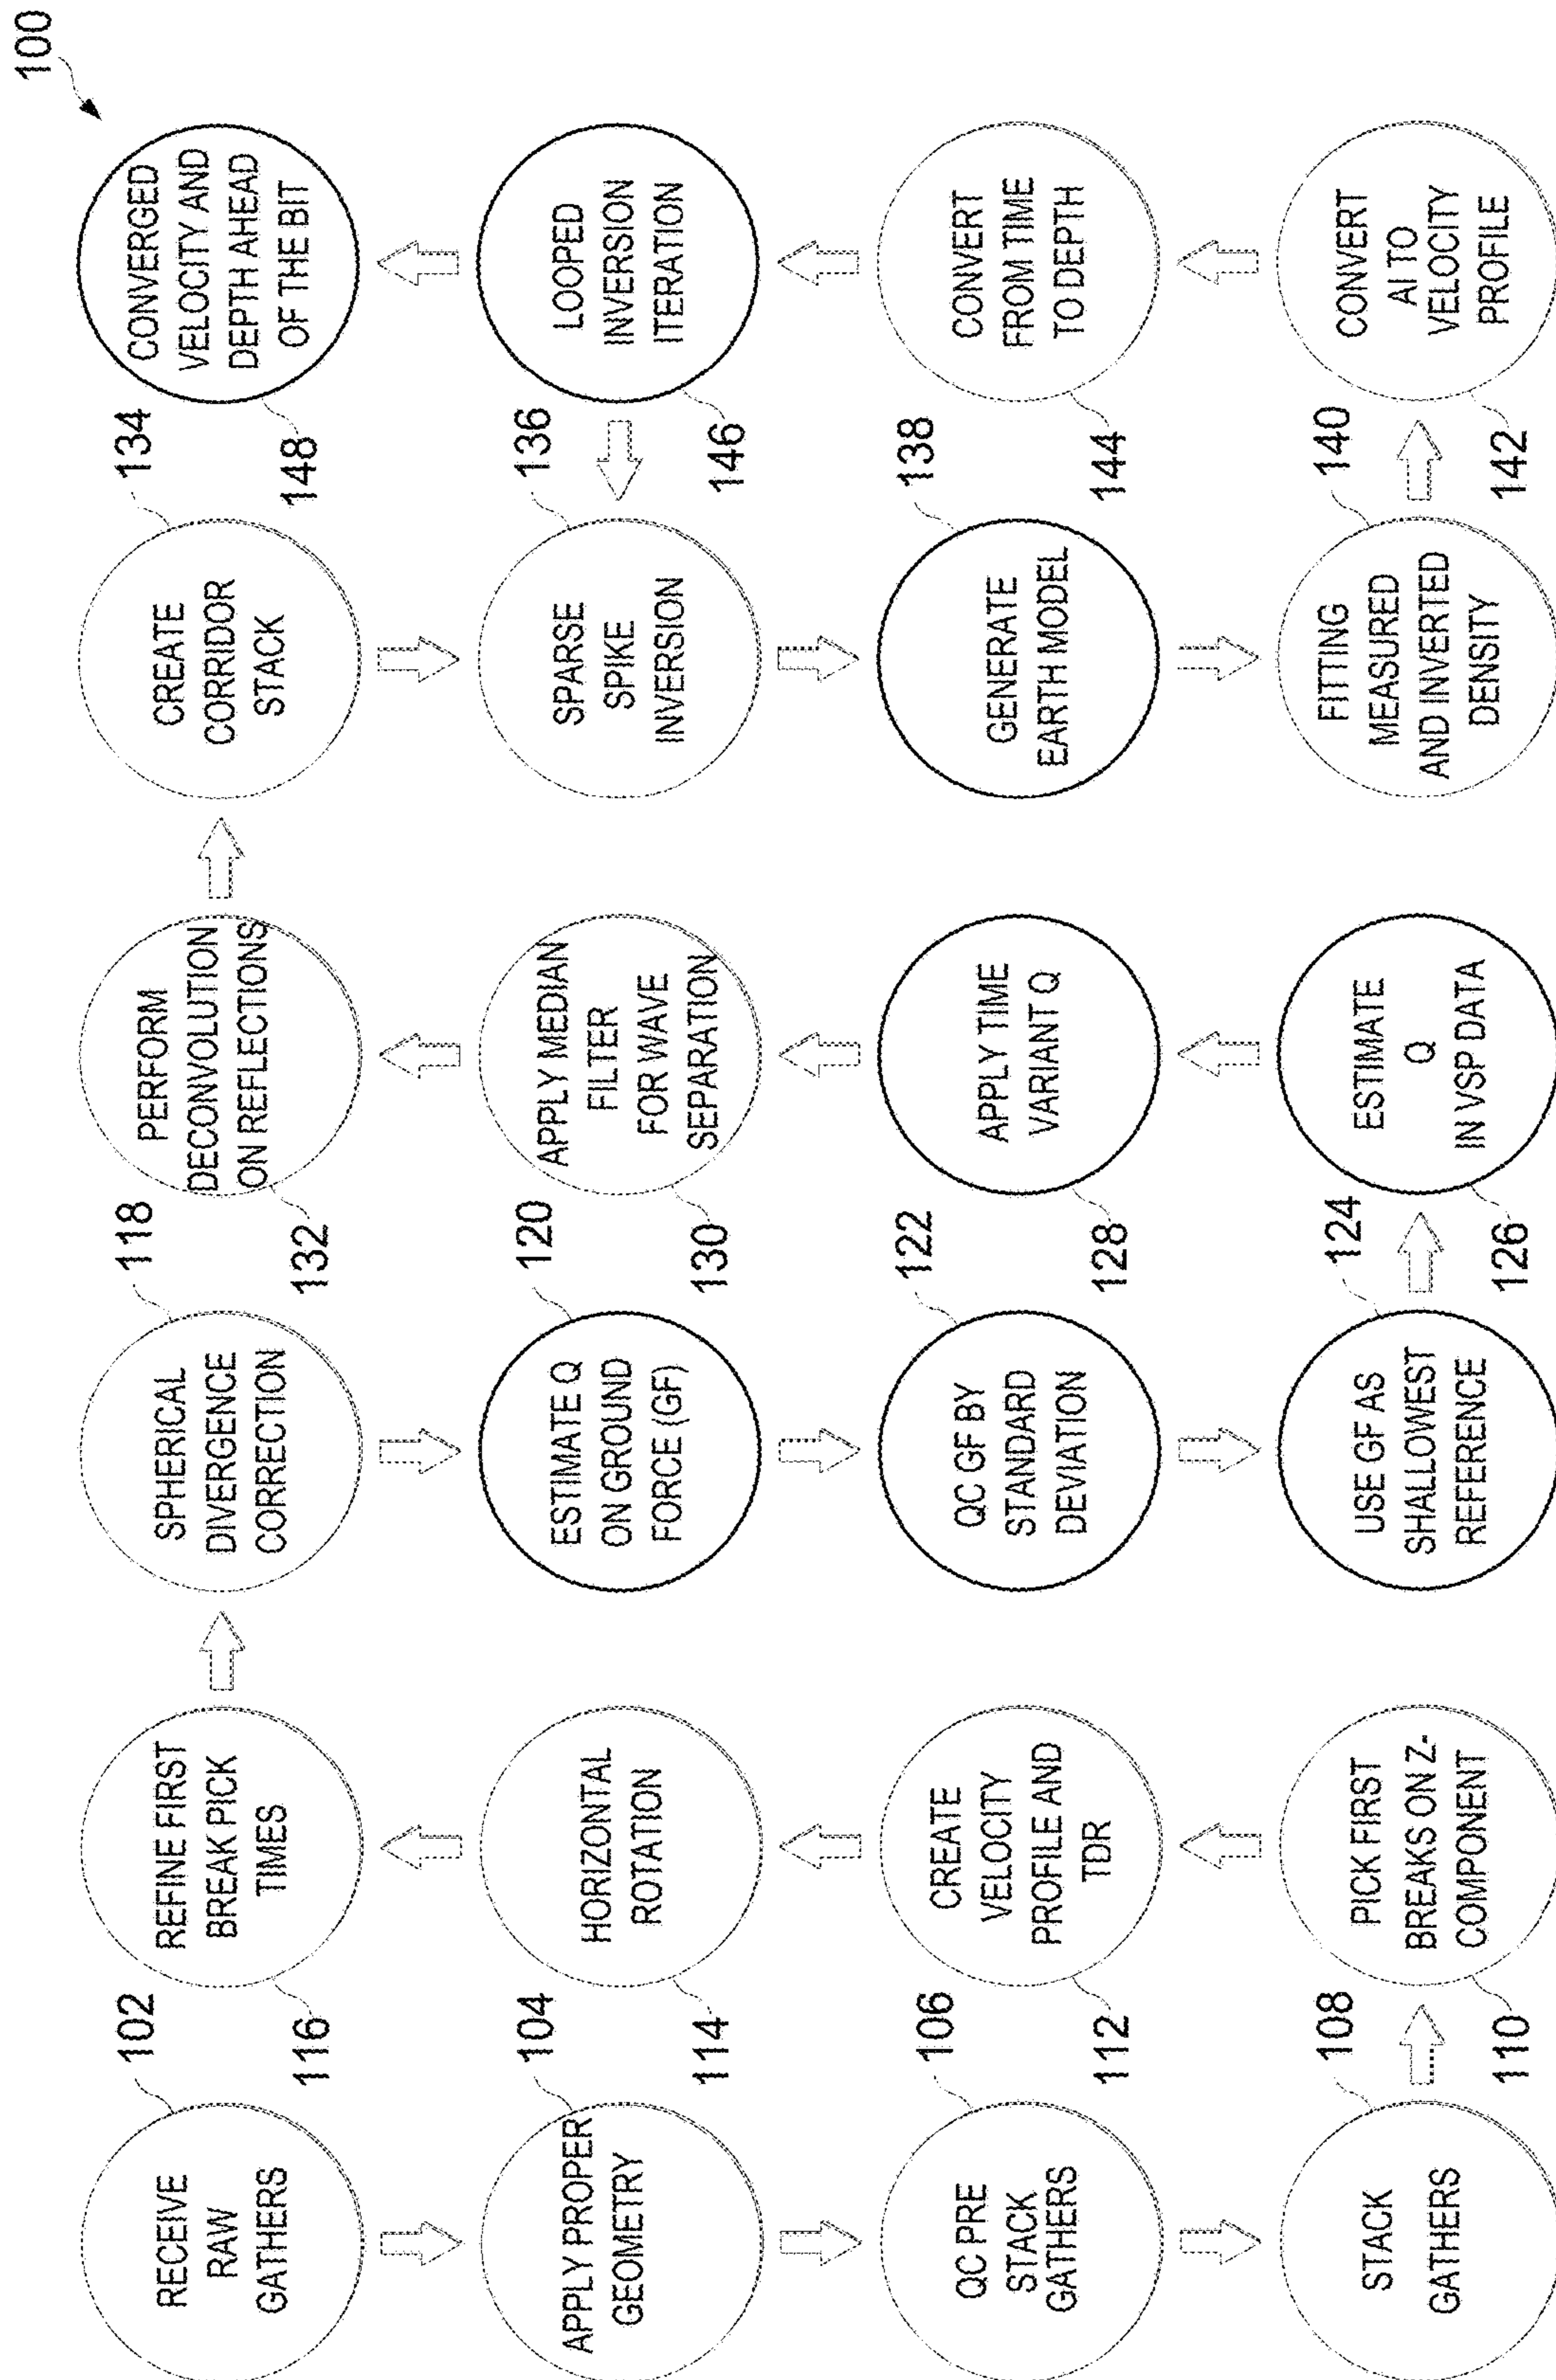 100
102
RECEIVE
RAW
GATHERS
104
APPLY PROPER
GEOMETRY
106
QC PRE
STACK
GATHERS
108
STACK
GATHERS
110
PICK FIRST
BREAKS ON Z-
COMPONENT
112
CREATE
VELOCITY
PROFILE AND
TDR
114
HORIZONTAL
ROTATION
116
REFINE FIRST
BREAK PICK
TIMES
118
SPHERICAL
DIVERGENCE
CORRECTION
120
ESTIMATE Q
ON GROUND
FORCE (GF)
122
QC GF BY
STANDARD
DEVIATION
124
USE GF AS
SHALLOWEST
REFERENCE
126
ESTIMATE
Q
IN VSP DATA
128
APPLY TIME
VARIANT Q
130
APPLY MEDIAN
FILTER
FOR WAVE
SEPARATION
132
PERFORM
DECONVOLUTION
ON REFLECTIONS
134
CREATE
CORRIDOR
STACK
136
SPARSE
SPIKE
INVERSION
138
GENERATE
EARTH MODEL
140
FITTING
MEASURED
AND INVERTED
DENSITY
142
CONVERT
AI TO
VELOCITY
PROFILE
144
CONVERT
FROM TIME
TO DEPTH
146
LOOPED
INVERSION
ITERATION
148
CONVERGED
VELOCITY AND
DEPTH AHEAD
OF THE BIT